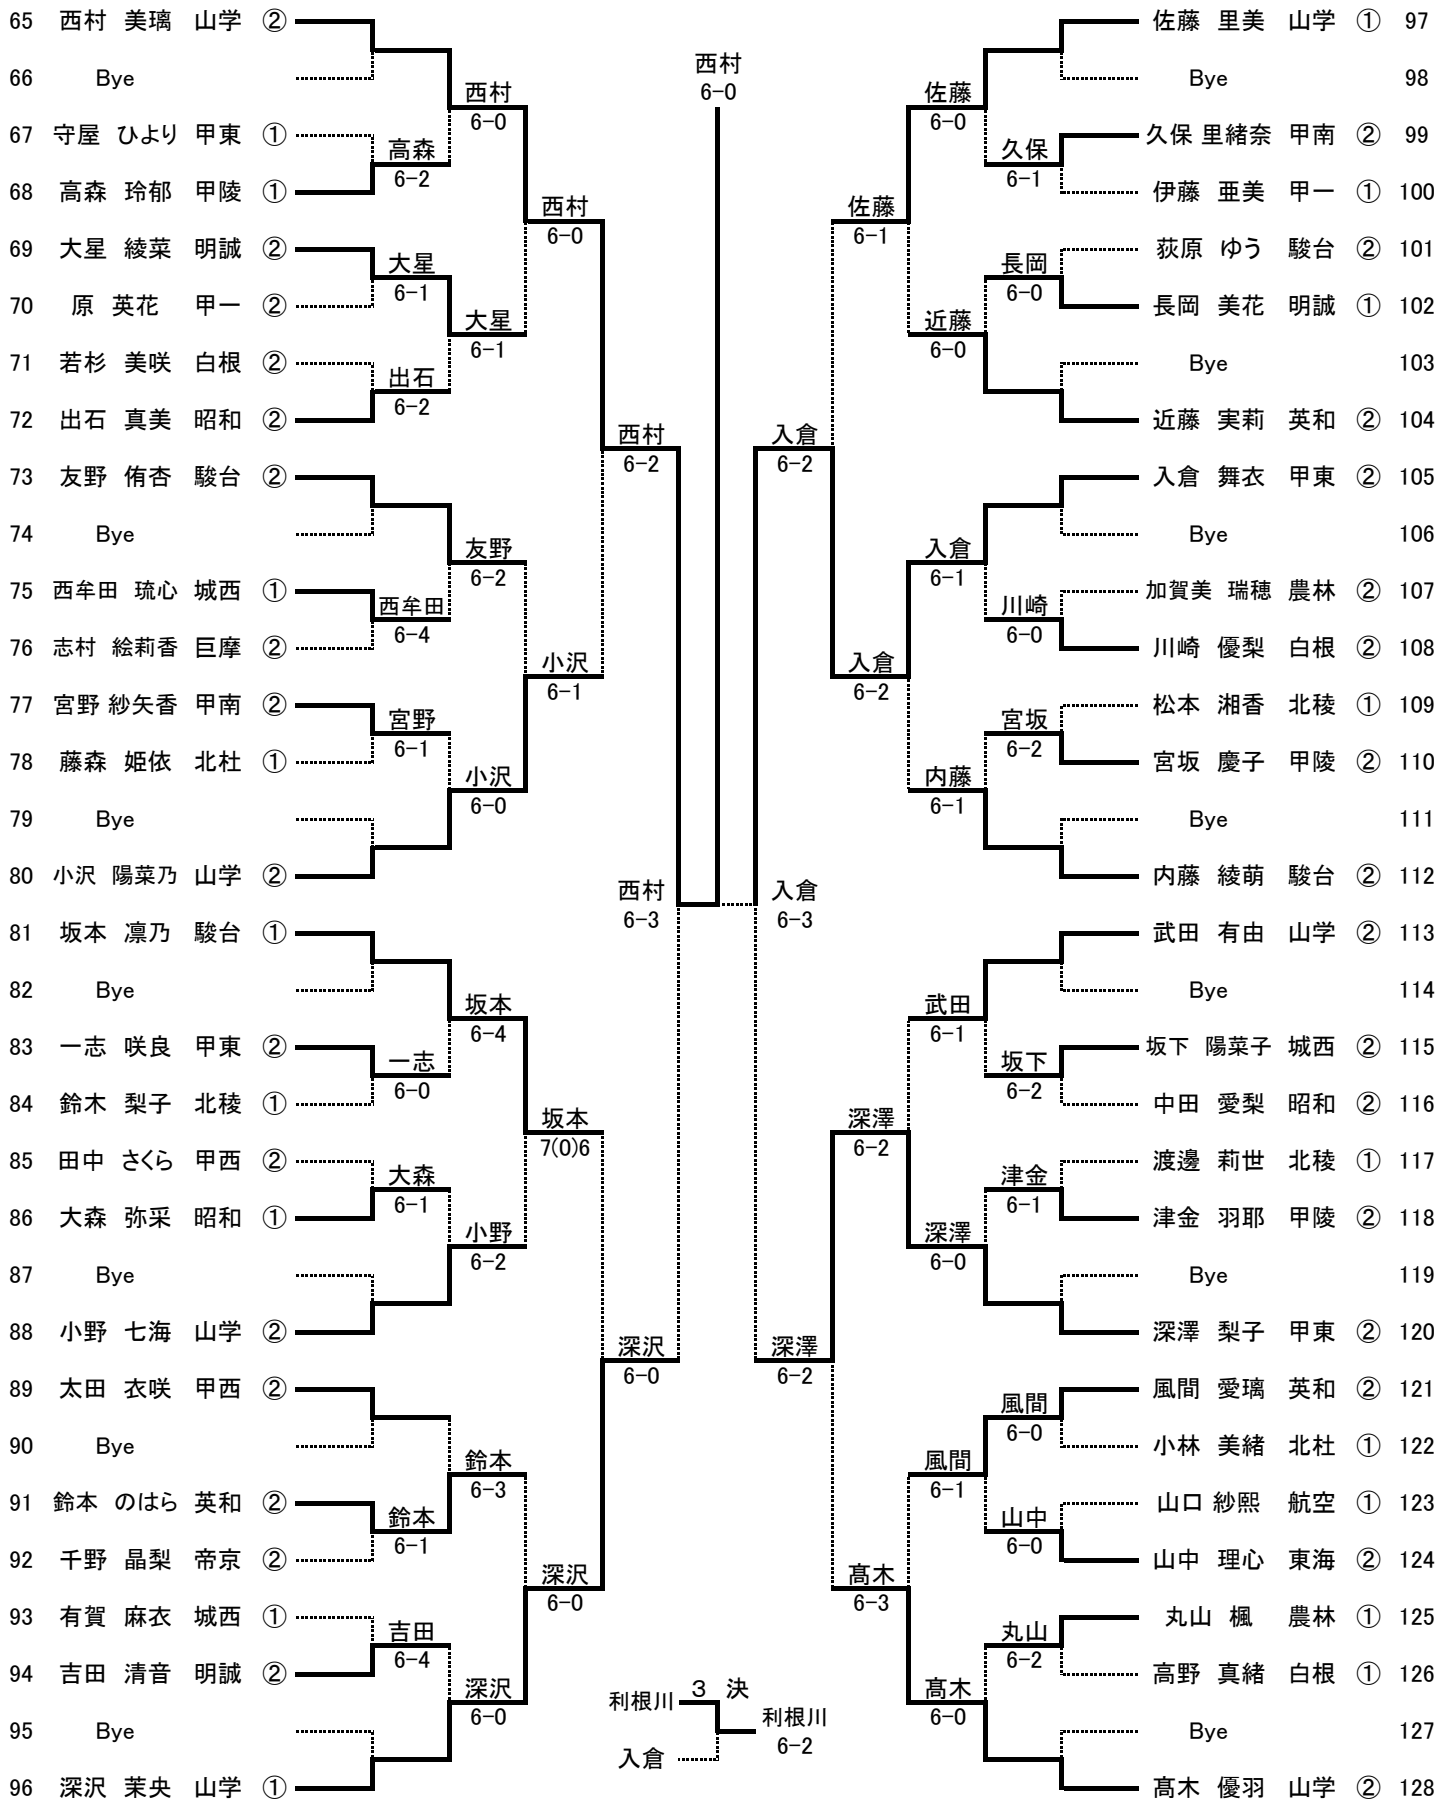 65 西村 美璃 山学 ②
66 Bye
67 守屋 ひより 甲東 ①
68 高森 玲郁 甲陵 ①
69 大星 綾菜 明誠 ②
70 原 英花 甲一 ②
71 若杉 美咲 白根 ②
72 出石 真美 昭和 ②
73 友野 侑杏 駿台 ②
74 Bye
75 西牟田 琉心 城西 ①
76 志村 絵莉香 巨摩 ②
77 宮野 紗矢香 甲南 ②
78 藤森 姫依 北杜 ①
79 Bye
80 小沢 陽菜乃 山学 ②
81 坂本 凛乃 駿台 ①
82 Bye
83 一志 咲良 甲東 ②
84 鈴木 梨子 北稜 ①
85 田中 さくら 甲西 ②
86 大森 弥采 昭和 ①
87 Bye
88 小野 七海 山学 ②
89 太田 衣咲 甲西 ②
90 Bye
91 鈴本 のはら 英和 ②
92 千野 晶梨 帝京 ②
93 有賀 麻衣 城西 ①
94 吉田 清音 明誠 ②
95 Bye
96 深沢 茉央 山学 ①
高森
6-2
大星
6-1
出石
6-2
西牟田
6-4
宮野
6-1
一志
6-0
大森
6-1
鈴本
6-1
吉田
6-4
西村
6-0
大星
6-1
友野
6-2
小沢
6-0
坂本
6-4
小野
6-2
鈴本
6-3
深沢
6-0
西村
6-0
小沢
6-1
坂本
7(0)6
深沢
6-0
西村
6-2
深沢
6-0
西村
6-3
西村
6-0
入倉
6-3
入倉
6-2
深澤
6-2
佐藤
6-1
入倉
6-2
深澤
6-2
髙木
6-3
佐藤
6-0
近藤
6-0
入倉
6-1
内藤
6-1
武田
6-1
深澤
6-0
風間
6-1
髙木
6-0
久保
6-1
長岡
6-0
川崎
6-0
宮坂
6-2
坂下
6-2
津金
6-1
風間
6-0
山中
6-0
丸山
6-2
佐藤 里美 山学 ① 97
Bye 98
久保 里緒奈 甲南 ② 99
伊藤 亜美 甲一 ① 100
荻原 ゆう 駿台 ② 101
長岡 美花 明誠 ① 102
Bye 103
近藤 実莉 英和 ② 104
入倉 舞衣 甲東 ② 105
Bye 106
加賀美 瑞穂 農林 ② 107
川崎 優梨 白根 ② 108
松本 湘香 北稜 ① 109
宮坂 慶子 甲陵 ② 110
Bye 111
内藤 綾萌 駿台 ② 112
武田 有由 山学 ② 113
Bye 114
坂下 陽菜子 城西 ② 115
中田 愛梨 昭和 ② 116
渡邊 莉世 北稜 ① 117
津金 羽耶 甲陵 ② 118
Bye 119
深澤 梨子 甲東 ② 120
風間 愛璃 英和 ② 121
小林 美緒 北杜 ① 122
山口 紗熙 航空 ① 123
山中 理心 東海 ② 124
丸山 楓 農林 ① 125
高野 真緒 白根 ① 126
Bye 127
髙木 優羽 山学 ② 128
3 決
利根川
入倉
利根川
6-2